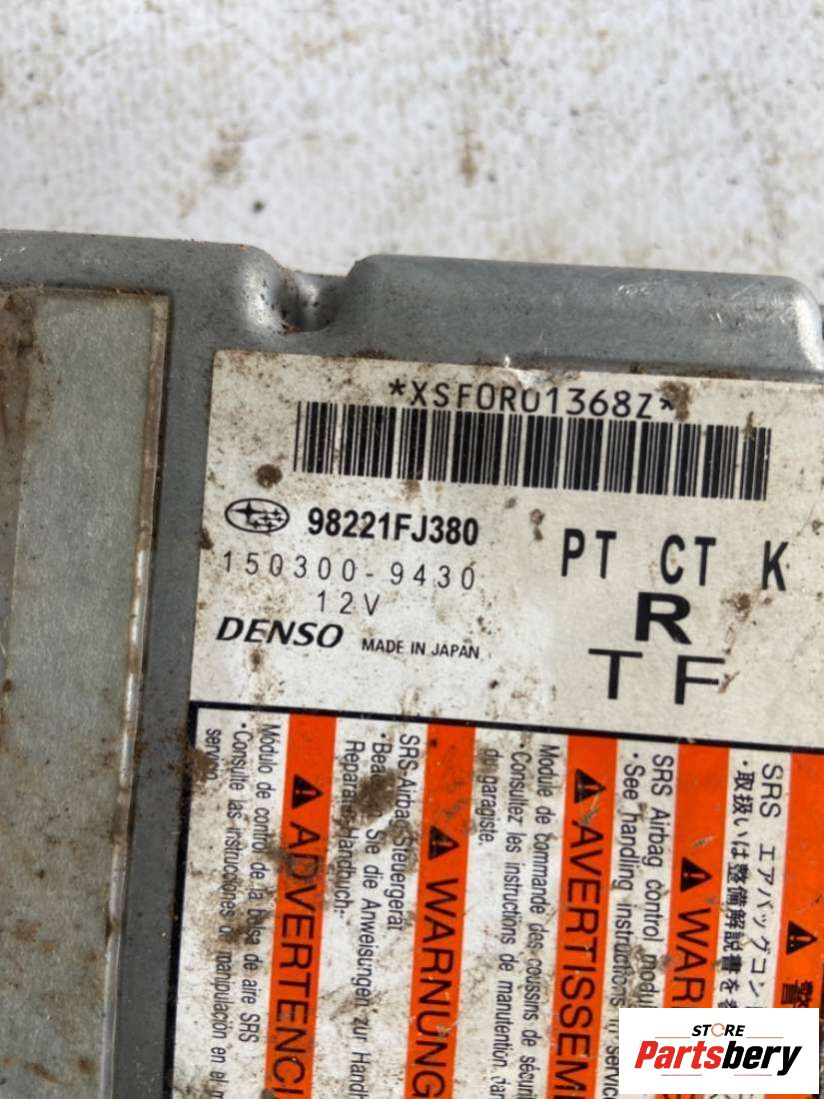 *XSF0R01368Z*
98221FJ380
PT CT K
150300-9430
R
12V
T F
DENSO MADE IN JAPAN
SRS エアバッグコン
・取扱いは整備解説書を
警
SRS Airbag control modul
・See handling instructions
servic
WAR
Module de commande des coussins de sécuri
・Consultez les instructions de manutention dan
du garagiste.
AVERTISSEM
SRS-Airbag-Steuergerät
Sie die Anweisungen zur Handh
Reparatur-Handbuch.
WARNUNG
Módulo de control de la bolsa de aire SRS
・Consulte las instrucciones de manipulación en el m
servicio.
ADVERTENCI
STORE
Partsbery